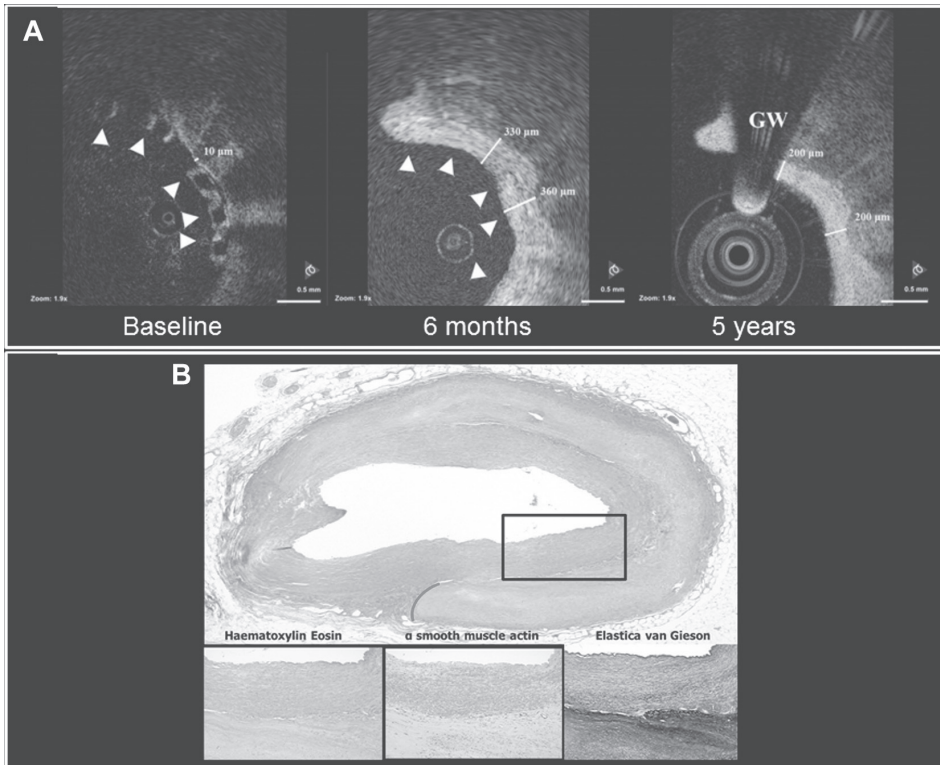 A
10 µm
Zoom: 1.9x
0.5 mm
Baseline
330 µm
360 µm
Zoom: 1.9x
0.5 mm
6 months
GW
200 µm
200 µm
Zoom: 1.9x
0.5 mm
5 years
B
Haematoxylin Eosin
α smooth muscle actin
Elastica van Gieson